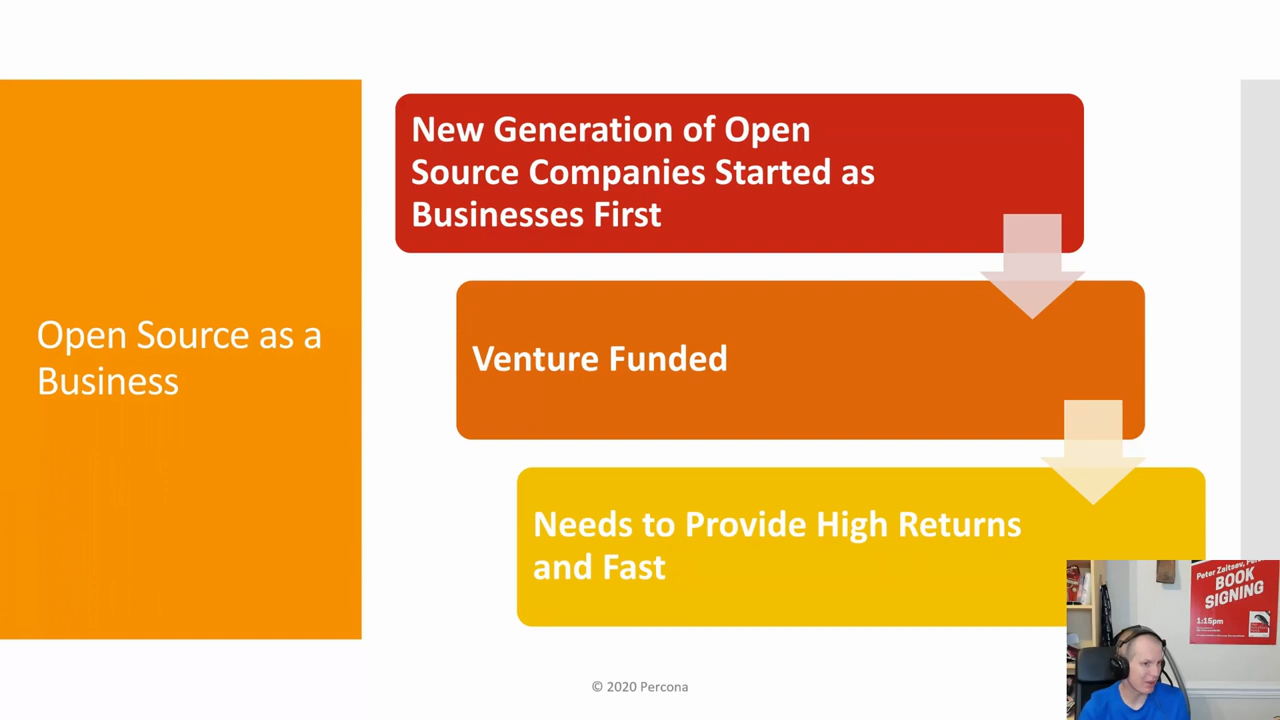 Open Source as a
Business
New Generation of Open
Source Companies Started as
Businesses First
Venture Funded
Needs to Provide High Returns
and Fast
© 2020 Percona
Peter Zaitsev,
BOOK
SIGNING
1:15pm